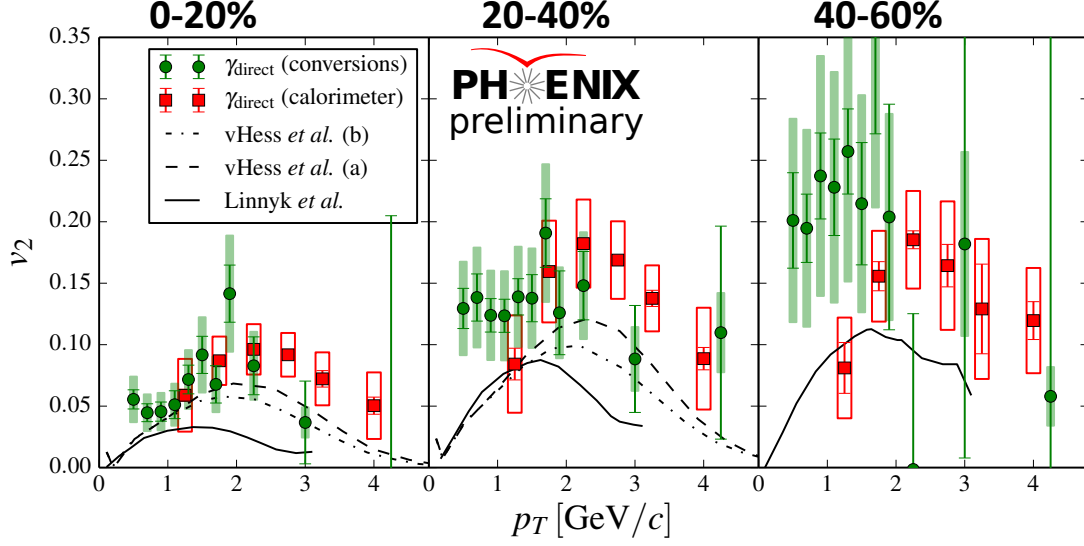 0-20% 20-40% 40-60%
0.35
0.30
0.25
0.20
0.15
0.10
0.05
0.00
v₂
γdirect (conversions)
γdirect (calorimeter)
vHess et al. (b)
vHess et al. (a)
Linnyk et al.
PHENIX
preliminary
0 1 2 3 4 0 1 2 3 4 0 1 2 3 4
pT [GeV/c]